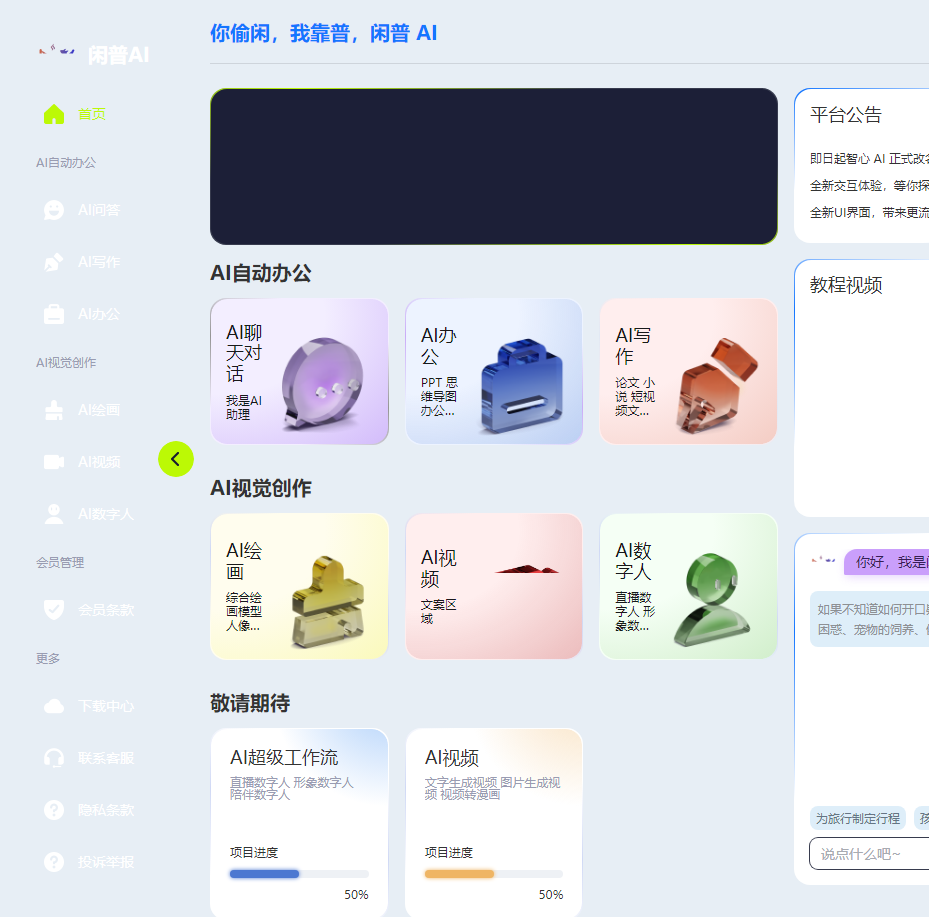 闲普AI
首页
AI自动办公
AI问答
AI写作
AI办公
AI视觉创作
AI绘画
AI视频
AI数字人
会员管理
会员条款
更多
下载中心
联系客服
隐私条款
投诉举报
你偷闲，我靠普，闲普 AI
AI自动办公
AI聊
天对
话
我是AI
助理
AI办
公
PPT 思
维导图
办公...
AI写
作
论文 小
说 短视
频文...
AI视觉创作
AI绘
画
综合绘
画模型
人像...
AI视
频
文案区
域
AI数
字人
直播数
字人 形
象数...
敬请期待
AI超级工作流
直播数字人 形象数字人
陪伴数字人
项目进度
50%
AI视频
文字生成视频 图片生成视
频 视频转漫画
项目进度
50%
平台公告
即日起智心 AI 正式改名
全新交互体验，等你探
全新UI界面，带来更流
教程视频
你好，我是闲
如果不知道如何开口
困惑、宠物的饲养、
为旅行制定行程
孩
说点什么吧~